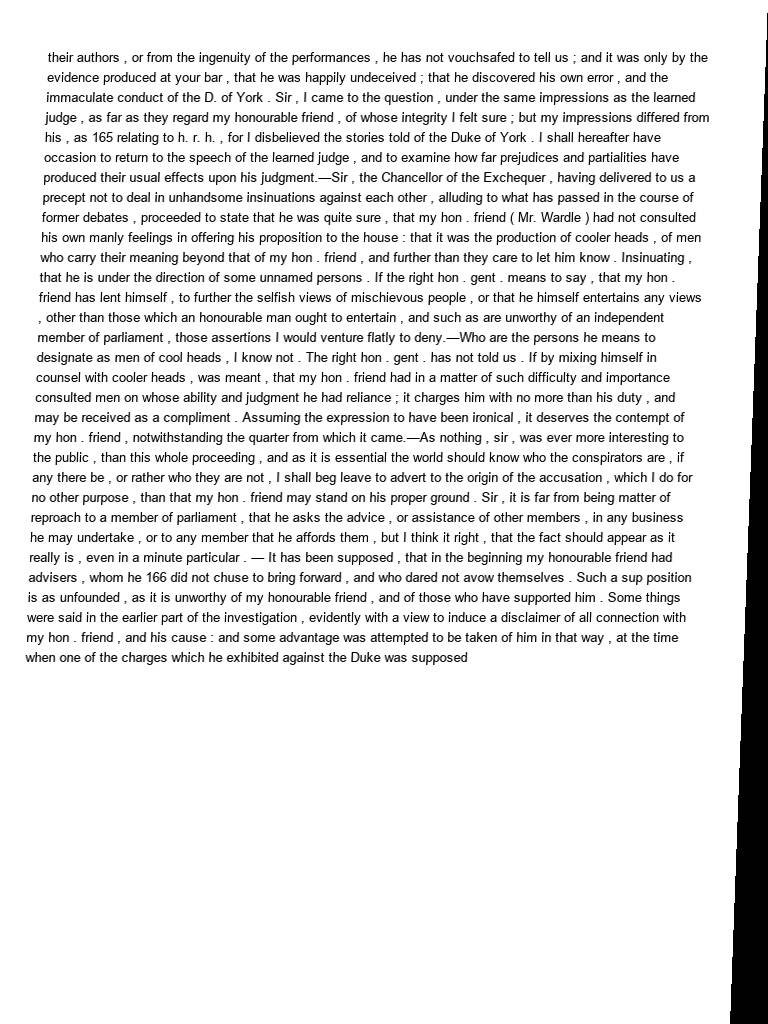 their authors , or from the ingenuity of the performances , he has not vouchsafed to tell us ; and it was only by the
evidence produced at your bar , that he was happily undeceived ; that he discovered his own error , and the
immaculate conduct of the D. of York . Sir , I came to the question , under the same impressions as the learned
judge , as far as they regard my honourable friend , of whose integrity I felt sure ; but my impressions differed from
his , as 165 relating to h. r. h. , for I disbelieved the stories told of the Duke of York . I shall hereafter have
occasion to return to the speech of the learned judge , and to examine how far prejudices and partialities have
produced their usual effects upon his judgment.—Sir , the Chancellor of the Exchequer , having delivered to us a
precept not to deal in unhandsome insinuations against each other , alluding to what has passed in the course of
former debates , proceeded to state that he was quite sure , that my hon . friend ( Mr. Wardle ) had not consulted
his own manly feelings in offering his proposition to the house : that it was the production of cooler heads , of men
who carry their meaning beyond that of my hon . friend , and further than they care to let him know . Insinuating ,
that he is under the direction of some unnamed persons . If the right hon . gent . means to say , that my hon .
friend has lent himself , to further the selfish views of mischievous people , or that he himself entertains any views
, other than those which an honourable man ought to entertain , and such as are unworthy of an independent
member of parliament , those assertions I would venture flatly to deny.—Who are the persons he means to
designate as men of cool heads , I know not . The right hon . gent . has not told us . If by mixing himself in
counsel with cooler heads , was meant , that my hon . friend had in a matter of such difficulty and importance
consulted men on whose ability and judgment he had reliance ; it charges him with no more than his duty , and
may be received as a compliment . Assuming the expression to have been ironical , it deserves the contempt of
my hon . friend , notwithstanding the quarter from which it came.—As nothing , sir , was ever more interesting to
the public , than this whole proceeding , and as it is essential the world should know who the conspirators are , if
any there be , or rather who they are not , I shall beg leave to advert to the origin of the accusation , which I do for
no other purpose , than that my hon . friend may stand on his proper ground . Sir , it is far from being matter of
reproach to a member of parliament , that he asks the advice , or assistance of other members , in any business
he may undertake , or to any member that he affords them , but I think it right , that the fact should appear as it
really is , even in a minute particular . — It has been supposed , that in the beginning my honourable friend had
advisers , whom he 166 did not chuse to bring forward , and who dared not avow themselves . Such a sup position
is as unfounded , as it is unworthy of my honourable friend , and of those who have supported him . Some things
were said in the earlier part of the investigation , evidently with a view to induce a disclaimer of all connection with
my hon . friend , and his cause : and some advantage was attempted to be taken of him in that way , at the time
when one of the charges which he exhibited against the Duke was supposed